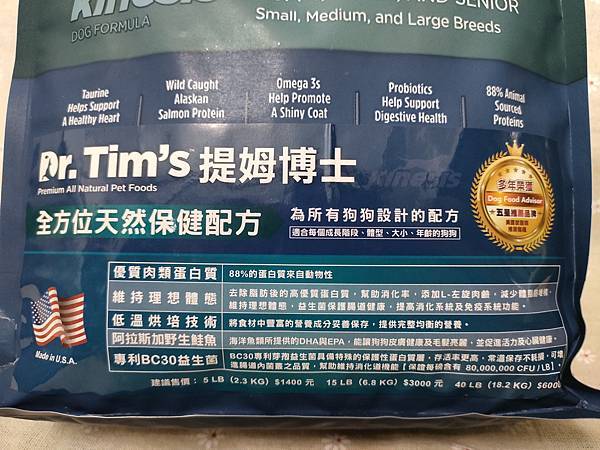 kinesis
AND SENIOR
DOG FORMULA
Small, Medium, and Large Breeds
Taurine
Helps Support
A Healthy Heart
Wild Caught
Alaskan
Salmon Protein
Omega 3s
Help Promote
A Shiny Coat
Probiotics
Help Support
Digestive Health
88% Animal
Sourced
Proteins
Dr. Tim's 提姆博士
Premium All Natural Pet Foods
kinesis
全方位天然保健配方
為所有狗狗設計的配方
適合每個成長階段、體型、大小、年齡的狗狗
多年榮獲
Dog Food Advisor
五星推薦品牌
優質肉類蛋白質 88%的蛋白質來自動物性
維持理想體態 去除脂肪後的高優質蛋白質，幫助消化率，添加L-左旋肉鹼，減少體
維持理想體態，益生菌保護腸道健康，提高消化系統及免疫系統功能。
低溫烘培技術 將食材中豐富的營養成分妥善保存，提供完整均衡的營養。
阿拉斯加野生鮭魚 海洋魚類所提供的DHA與EPA，能讓狗狗皮膚健康及毛髮亮麗，並促進活力及心臟健康。
專利BC30益生菌 BC30專利芽孢益生菌具備特殊的保護性蛋白質層，存活率更高，常溫保存不耗損，可增
進腸道內菌叢之品質，幫助維持消化道機能【保證每磅含有 80,000,000 CFU / LB】
Made in U.S.A.
建議售價： 5 LB (2.3 KG) $1400 元 15 LB (6.8 KG) $3000 元 40 LB (18.2 KG) $600